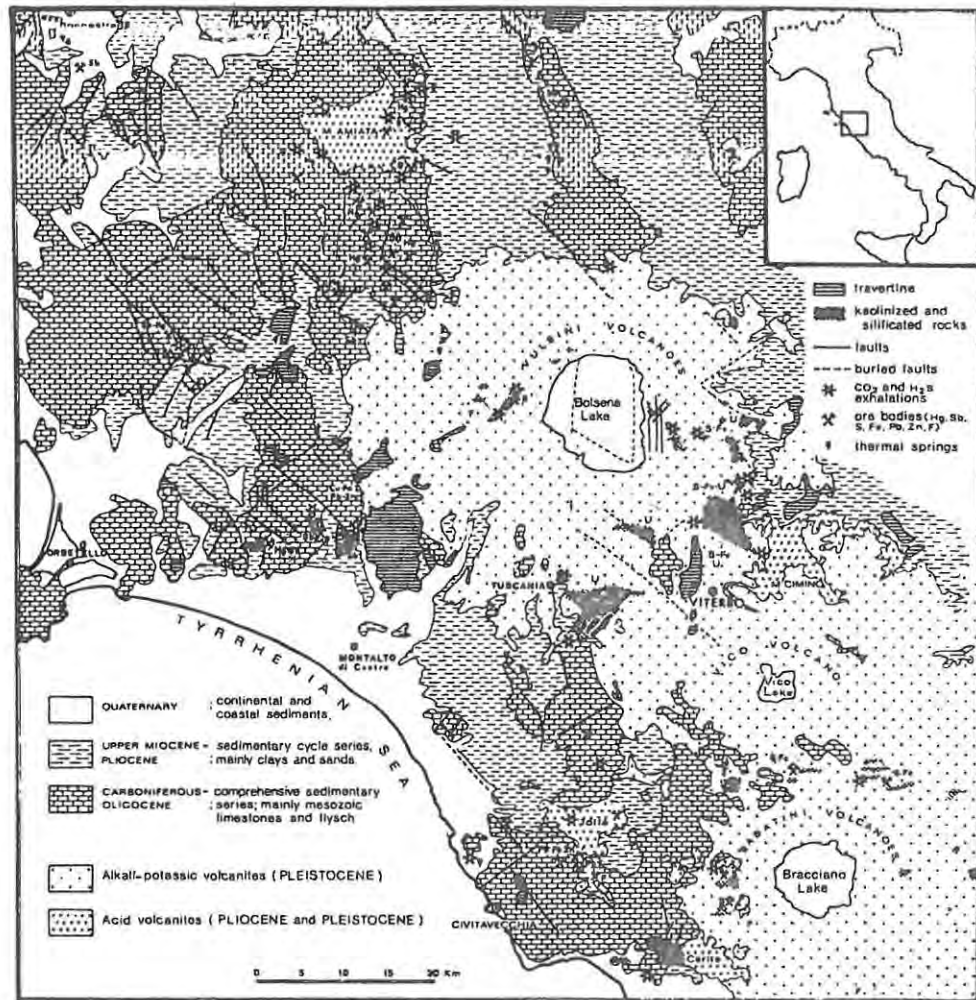 Sb
M. AMIATA
VULSINI VOLCANOES
Bolsena
Lake
travertine
kaolinized and
silificated rocks
faults
buried faults
CO₂ and H₂S
exhalations
ore bodies (Hg, Sb,
S, Fe, Pb, Zn, F)
thermal springs
ORBETELLO
TUSCANIA
U
U
S-Fe
M. CIMINO
VITERBO
MONTALTO
di Castro
TYRRHENIAN SEA
VICO VOLCANO
Vico
Lake
SABATINI VOLCANOES
Bracciano
Lake
CIVITAVECCHIA
QUATERNARY : continental and
coastal sediments.
UPPER MIOCENE - sedimentary cycle series,
PLIOCENE : mainly clays and sands
CARBONIFEROUS - comprehensive sedimentary
OLIGOCENE : series; mainly mesozoic
limestones and flysch
Alkali-potassic volcanites (PLEISTOCENE)
Acid volcanites (PLIOCENE and PLEISTOCENE)
0 5 10 15 20 Km